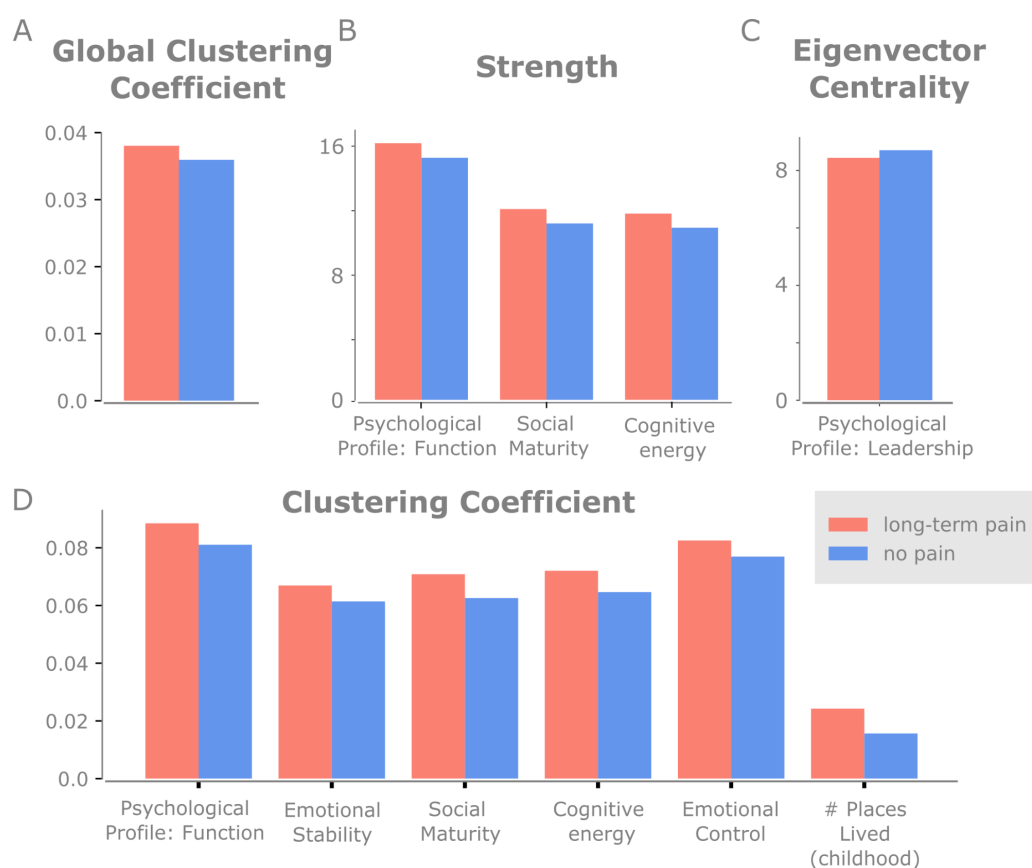 A
Global Clustering
Coefficient
0.04
0.03
0.02
0.01
0.0
B
Strength
16
8
0
Psychological
Profile: Function
Social
Maturity
Cognitive
energy
C
Eigenvector
Centrality
8
4
0
Psychological
Profile: Leadership
D
Clustering Coefficient
long-term pain
no pain
0.08
0.06
0.04
0.02
0.0
Psychological
Profile: Function
Emotional
Stability
Social
Maturity
Cognitive
energy
Emotional
Control
# Places
Lived
(childhood)